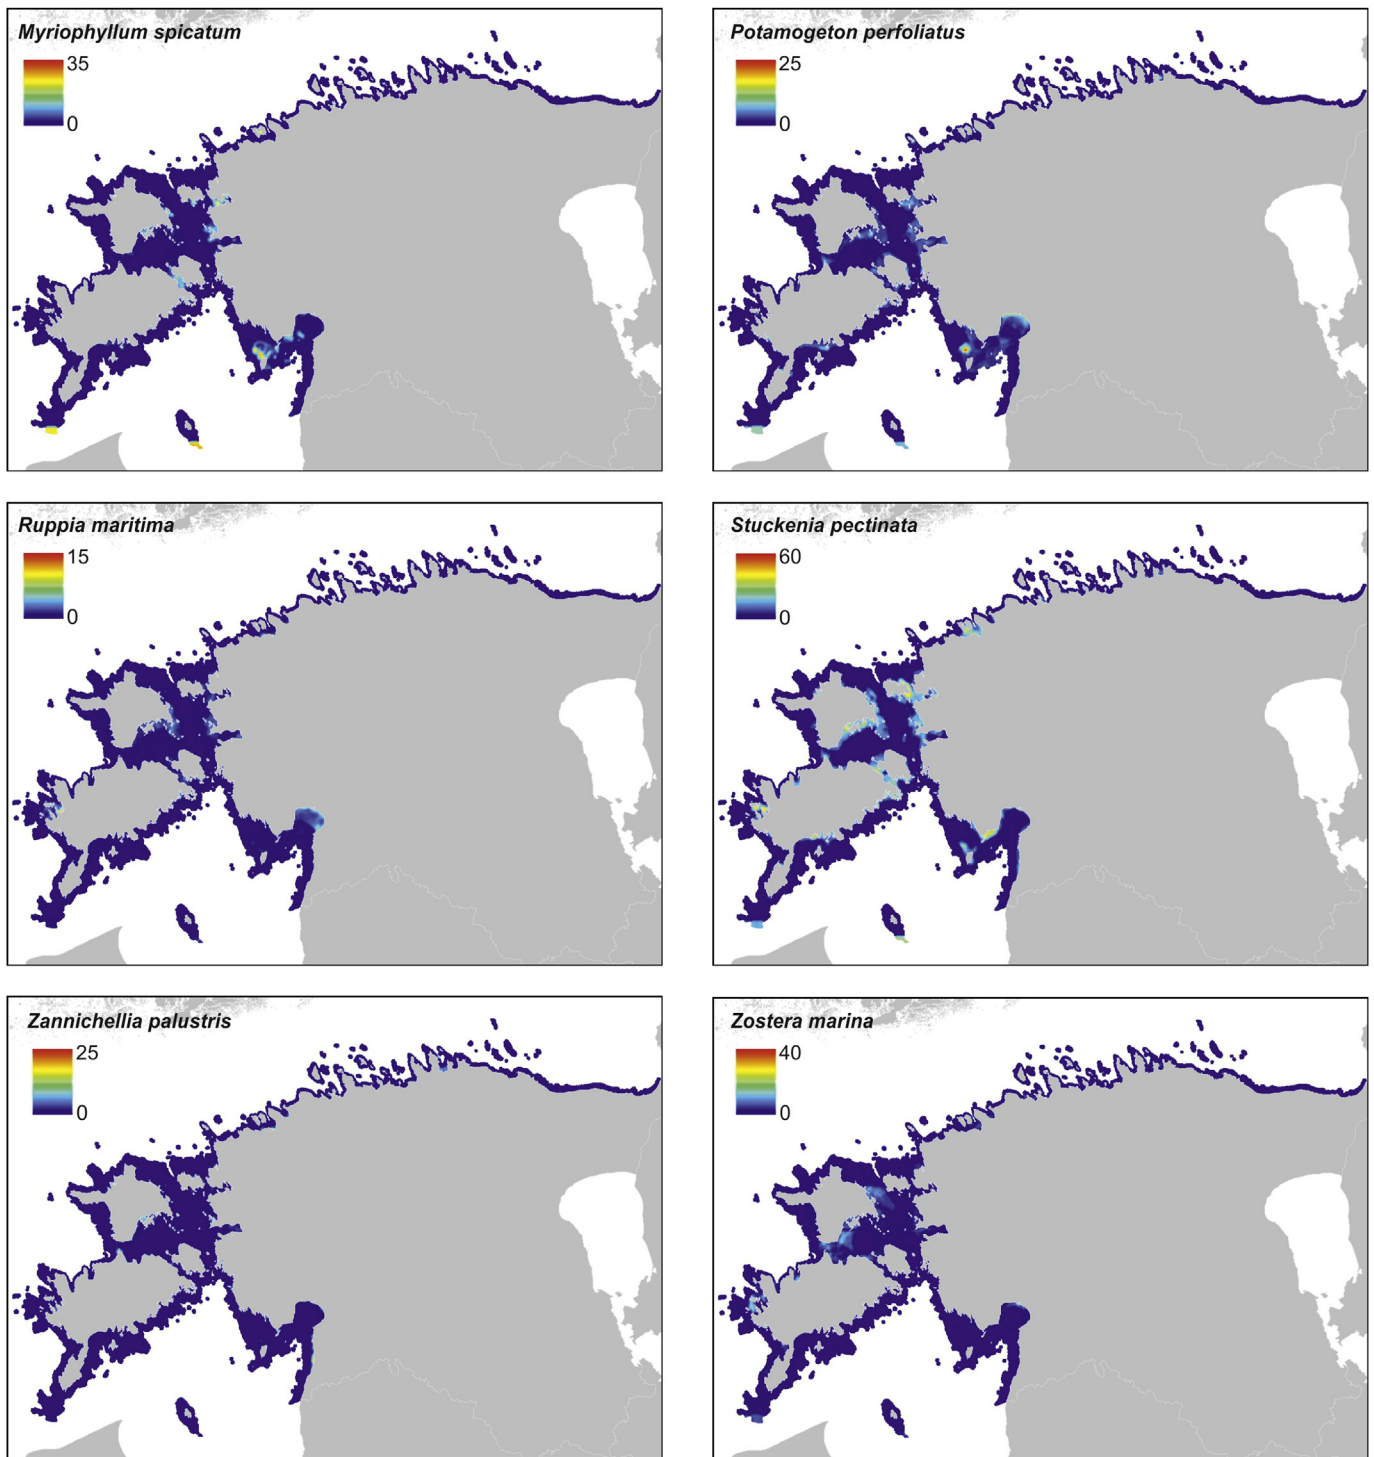 Myriophyllum spicatum
35
0
Potamogeton perfoliatus
25
0
Ruppia maritima
15
0
Stuckenia pectinata
60
0
Zannichellia palustris
25
0
Zostera marina
40
0